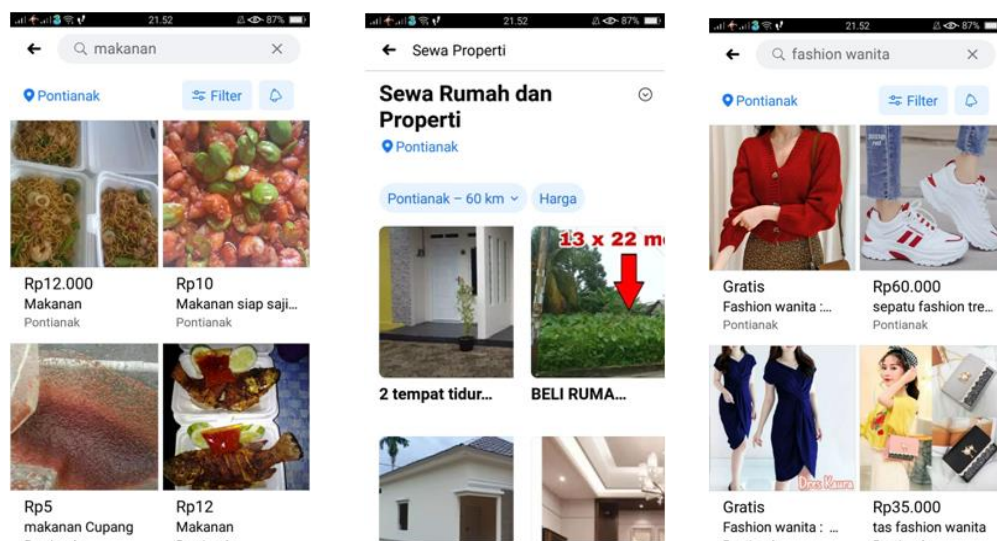 21.52
87%
makanan
Pontianak
Filter
Rp12.000
Rp10
Makanan
Makanan siap saji...
Pontianak
Pontianak
Rp5
Rp12
makanan Cupang
Makanan
21.52
87%
Sewa Properti
Sewa Rumah dan
Properti
Pontianak
Pontianak – 60 km
Harga
13 x 22 m
2 tempat tidur...
BELI RUMA...
21.52
87%
fashion wanita
Pontianak
Filter
Gratis
Rp60.000
Fashion wanita :...
sepatu fashion tre...
Pontianak
Pontianak
Dres Kaura
Gratis
Rp35.000
Fashion wanita : ...
tas fashion wanita